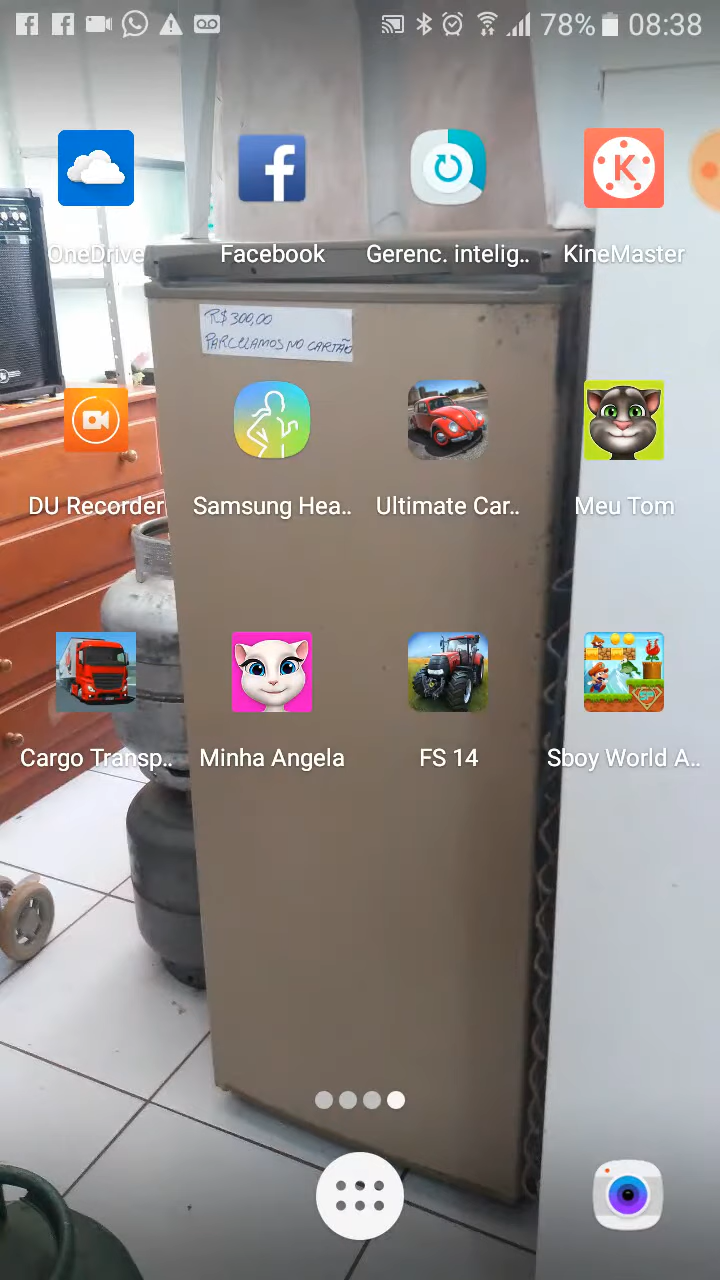 78% 08:38
OneDrive
Facebook
Gerenc. intelig..
KineMaster
R$300,00
PARCELAMOS NO CARTÃO
DU Recorder
Samsung Hea..
Ultimate Car..
Meu Tom
Cargo Transp..
Minha Angela
FS 14
Sboy World A..